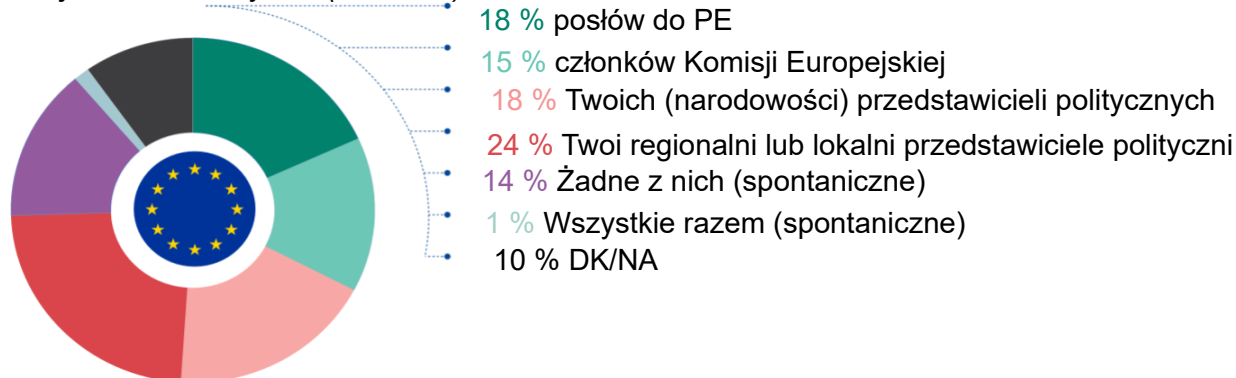 18 % posłów do PE
15 % członków Komisji Europejskiej
18 % Twoich (narodowości) przedstawicieli politycznych
24 % Twoi regionalni lub lokalni przedstawiciele polityczni
14 % Żadne z nich (spontaniczne)
1 % Wszystkie razem (spontaniczne)
10 % DK/NA